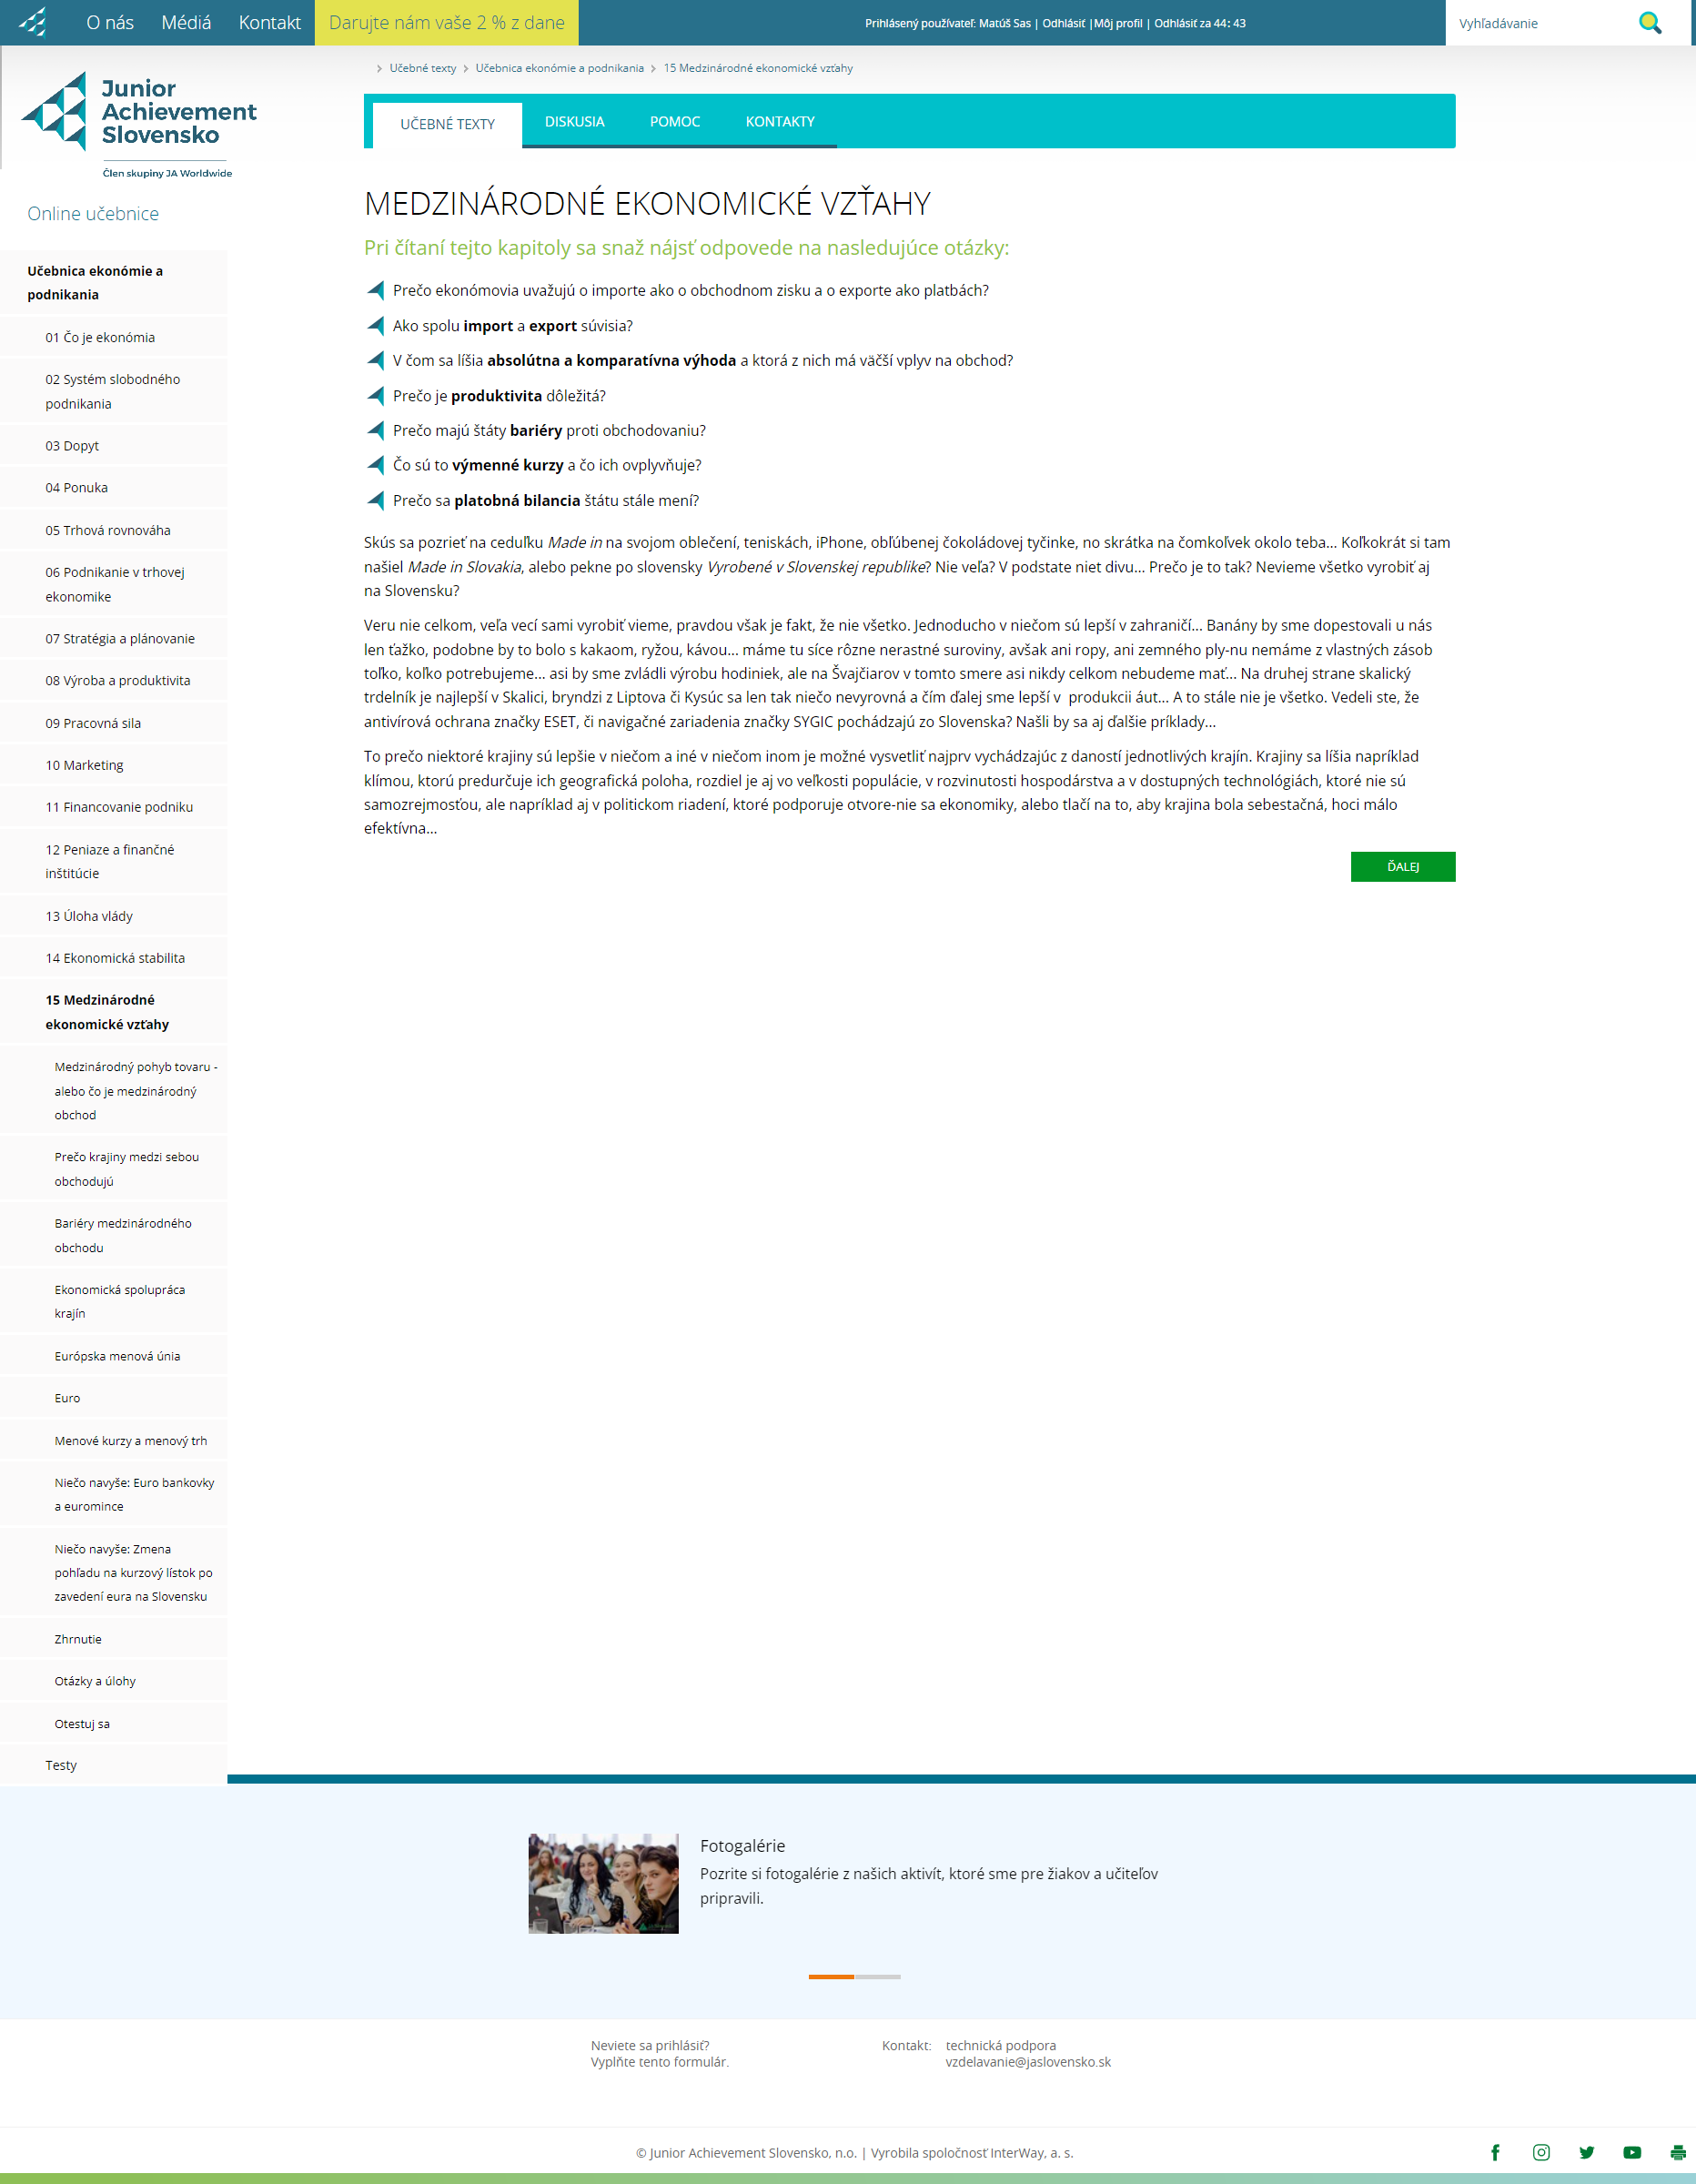 O nás Médiá Kontakt Darujte nám vaše 2 % z dane Prihlásený používateľ: Matúš Sas | Odhlásiť |Môj profil | Odhlásiť za 44: 43 Vyhľadávanie
Učebné texty Učebnica ekonómie a podnikania 15 Medzinárodné ekonomické vzťahy
Junior
Achievement
Slovensko
Člen skupiny JA Worldwide
UČEBNÉ TEXTY DISKUSIA POMOC KONTAKTY
Online učebnice
Učebnica ekonómie a
podnikania
01 Čo je ekonómia
02 Systém slobodného
podnikania
03 Dopyt
04 Ponuka
05 Trhová rovnováha
06 Podnikanie v trhovej
ekonomike
07 Stratégia a plánovanie
08 Výroba a produktivita
09 Pracovná sila
10 Marketing
11 Financovanie podniku
12 Peniaze a finančné
inštitúcie
13 Úloha vlády
14 Ekonomická stabilita
15 Medzinárodné
ekonomické vzťahy
Medzinárodný pohyb tovaru -
alebo čo je medzinárodný
obchod
Prečo krajiny medzi sebou
obchodujú
Bariéry medzinárodného
obchodu
Ekonomická spolupráca
krajín
Európska menová únia
Euro
Menové kurzy a menový trh
Niečo navyše: Euro bankovky
a euromince
Niečo navyše: Zmena
pohľadu na kurzový lístok po
zavedení eura na Slovensku
Zhrnutie
Otázky a úlohy
Otestuj sa
Testy
MEDZINÁRODNÉ EKONOMICKÉ VZŤAHY
Pri čítaní tejto kapitoly sa snaž nájsť odpovede na nasledujúce otázky:
Prečo ekonómovia uvažujú o importe ako o obchodnom zisku a o exporte ako platbách?
Ako spolu import a export súvisia?
V čom sa líšia absolútna a komparatívna výhoda a ktorá z nich má väčší vplyv na obchod?
Prečo je produktivita dôležitá?
Prečo majú štáty bariéry proti obchodovaniu?
Čo sú to výmenné kurzy a čo ich ovplyvňuje?
Prečo sa platobná bilancia štátu stále mení?
Skús sa pozrieť na ceduľku Made in na svojom oblečení, teniskách, iPhone, obľúbenej čokoládovej tyčinke, no skrátka na čomkoľvek okolo teba... Koľkokrát si tam
našiel Made in Slovakia, alebo pekne po slovensky Vyrobené v Slovenskej republike? Nie veľa? V podstate niet divu... Prečo je to tak? Nevieme všetko vyrobiť aj
na Slovensku?
Veru nie celkom, veľa vecí sami vyrobiť vieme, pravdou však je fakt, že nie všetko. Jednoducho v niečom sú lepší v zahraničí... Banány by sme dopestovali u nás
len ťažko, podobne by to bolo s kakaom, ryžou, kávou... máme tu síce rôzne nerastné suroviny, avšak ani ropy, ani zemného ply-nu nemáme z vlastných zásob
toľko, koľko potrebujeme... asi by sme zvládli výrobu hodiniek, ale na Švajčiarov v tomto smere asi nikdy celkom nebudeme mať... Na druhej strane skalický
trdelník je najlepší v Skalici, bryndzi z Liptova či Kysúc sa len tak niečo nevyrovná a čím ďalej sme lepší v  produkcii áut... A to stále nie je všetko. Vedeli ste, že
antivírová ochrana značky ESET, či navigačné zariadenia značky SYGIC pochádzajú zo Slovenska? Našli by sa aj ďalšie príklady...
To prečo niektoré krajiny sú lepšie v niečom a iné v niečom inom je možné vysvetliť najprv vychádzajúc z daností jednotlivých krajín. Krajiny sa líšia napríklad
klímou, ktorú predurčuje ich geografická poloha, rozdiel je aj vo veľkosti populácie, v rozvinutosti hospodárstva a v dostupných technológiách, ktoré nie sú
samozrejmosťou, ale napríklad aj v politickom riadení, ktoré podporuje otvore-nie sa ekonomiky, alebo tlačí na to, aby krajina bola sebestačná, hoci málo
efektívna...
ĎALEJ
Fotogalérie
Pozrite si fotogalérie z našich aktivít, ktoré sme pre žiakov a učiteľov
pripravili.
Neviete sa prihlásiť?
Vyplňte tento formulár.
Kontakt: technická podpora
vzdelavanie@jaslovensko.sk
© Junior Achievement Slovensko, n.o. | Vyrobila spoločnosť InterWay, a. s.